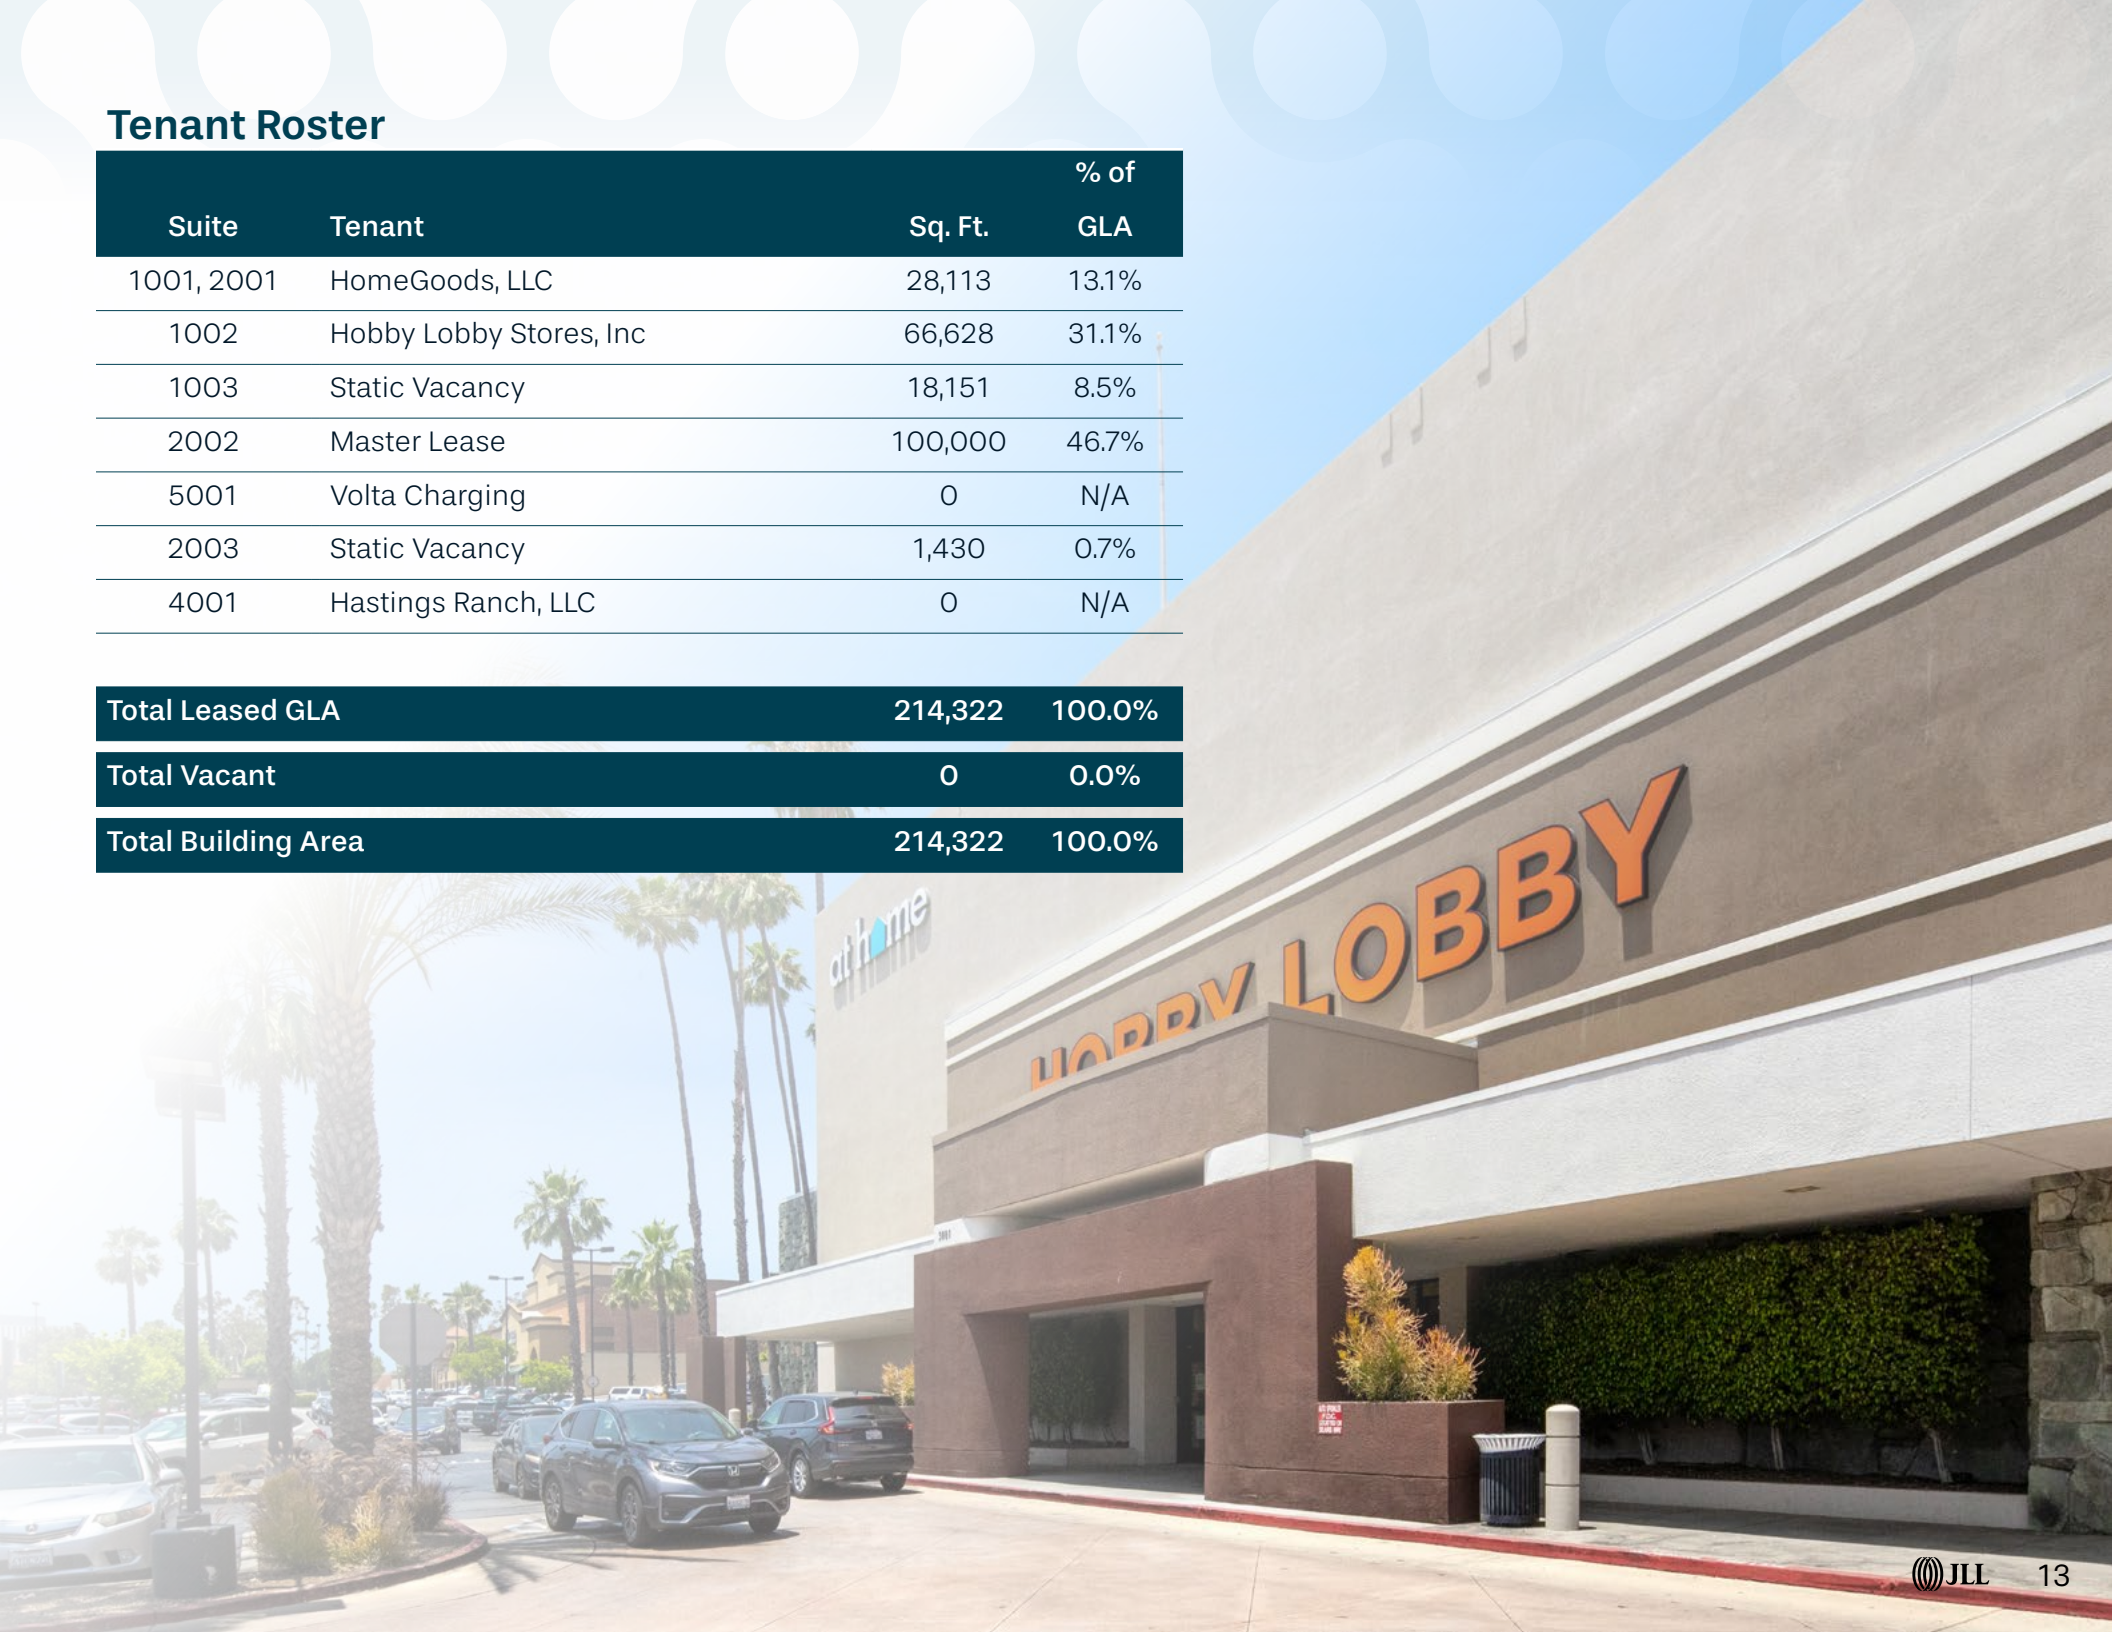 Tenant Roster
% of
Suite Tenant Sq. Ft. GLA
1001, 2001 HomeGoods, LLC 28,113 13.1%
1002 Hobby Lobby Stores, Inc 66,628 31.1%
1003 Static Vacancy 18,151 8.5%
2002 Master Lease 100,000 46.7%
5001 Volta Charging 0 N/A
2003 Static Vacancy 1,430 0.7%
4001 Hastings Ranch, LLC 0 N/A
Total Leased GLA 214,322 100.0%
Total Vacant 0 0.0%
Total Building Area 214,322 100.0%
at home
HOBBY LOBBY
JLL 13